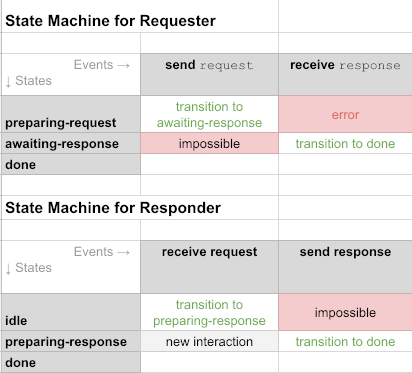 State Machine for Requester
Events → send request receive response
↓ States
transition to
preparing-request awaiting-response error
awaiting-response impossible transition to done
done
State Machine for Responder
Events → receive request send response
↓ States
transition to
idle preparing-response impossible
preparing-response new interaction transition to done
done